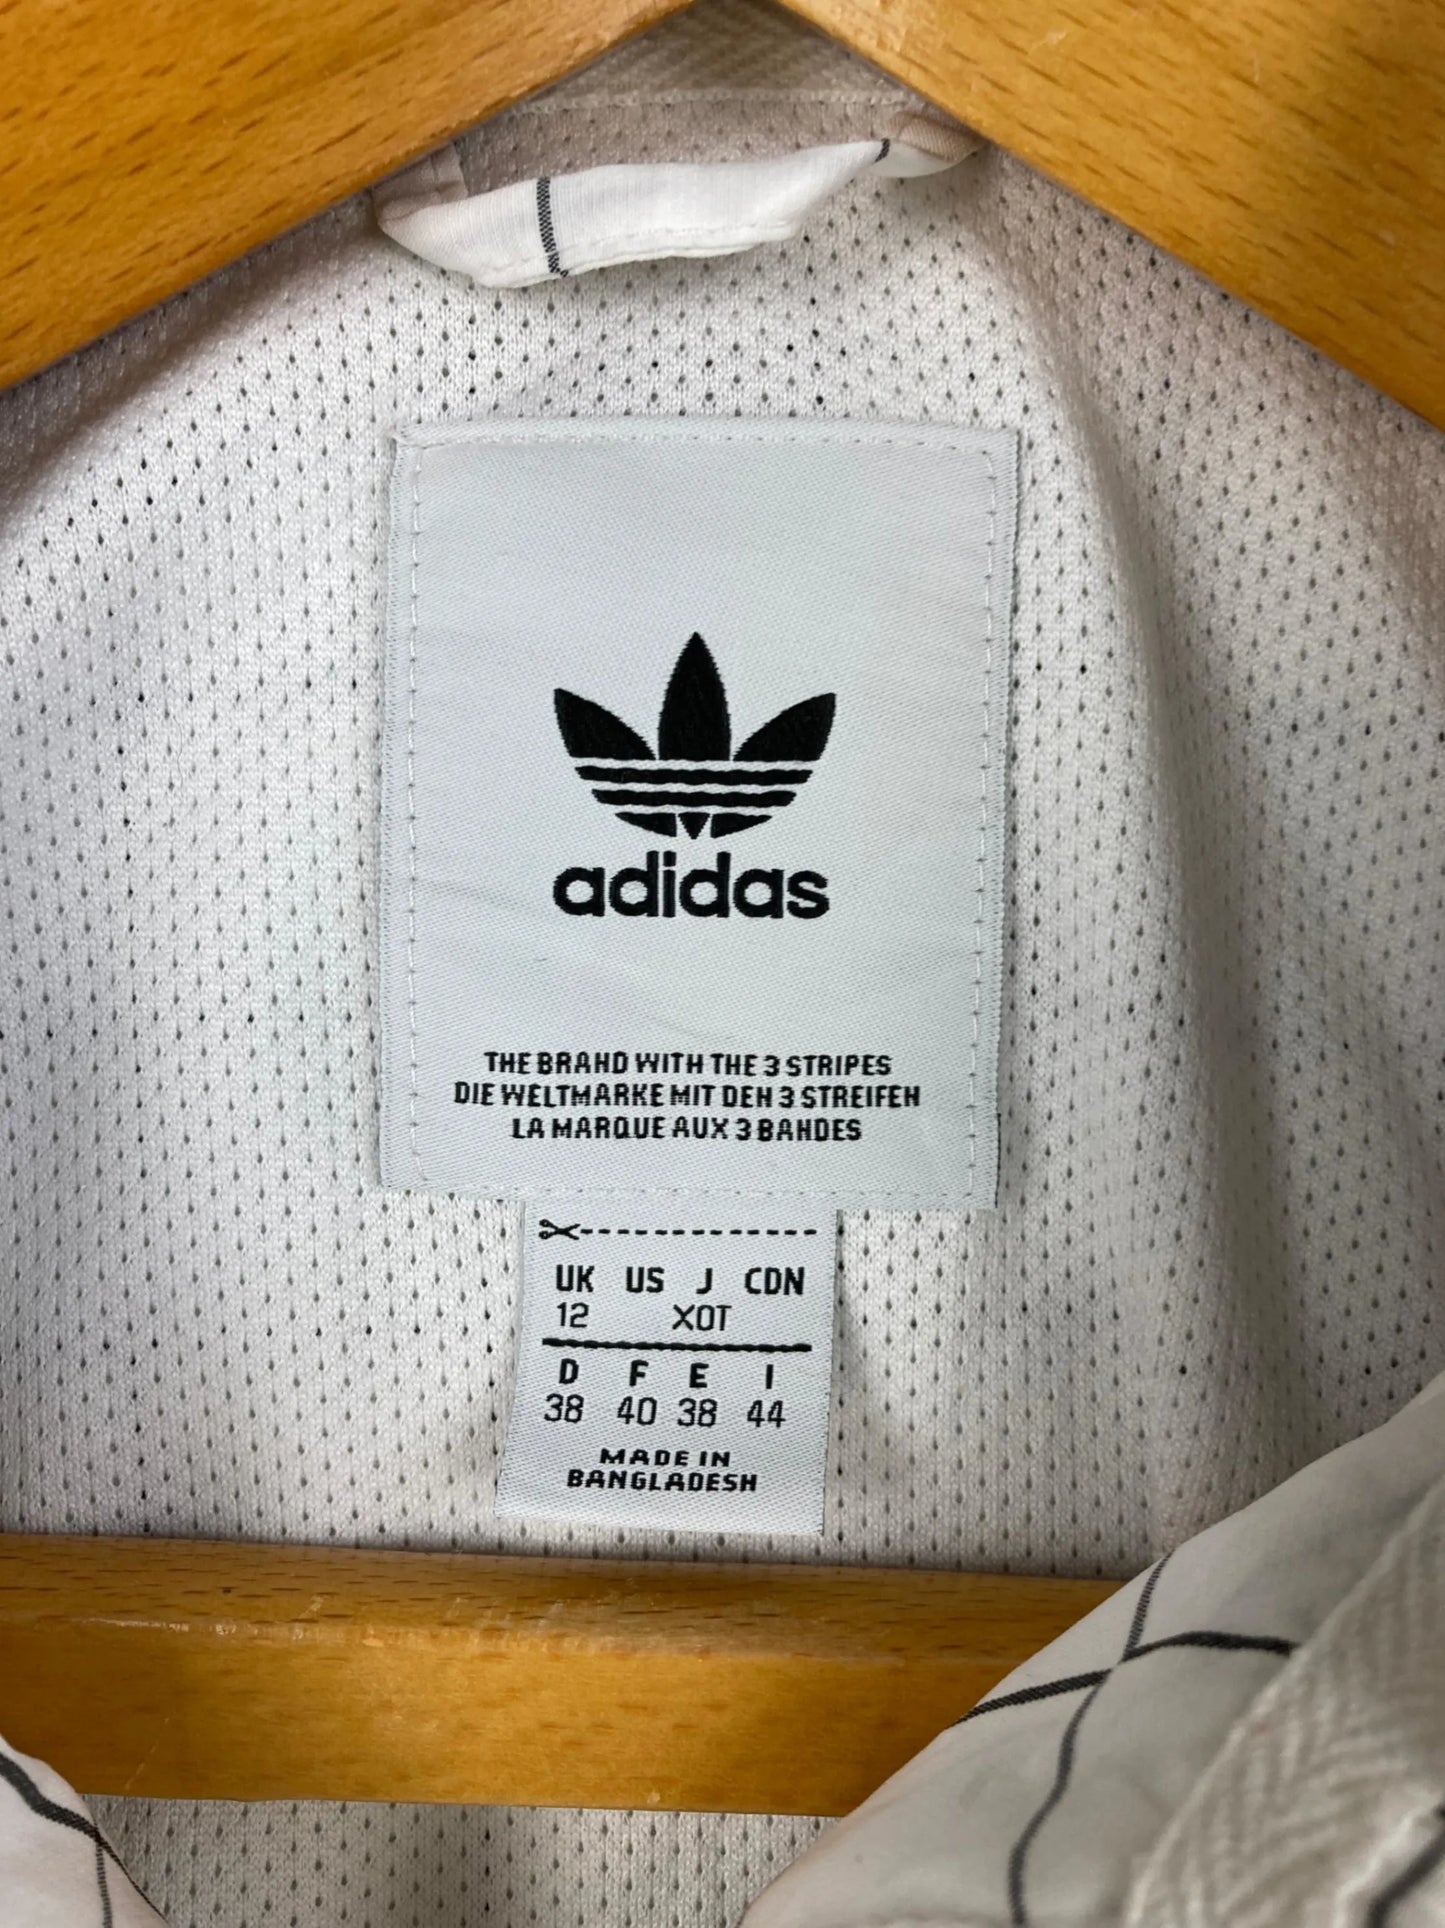 adidas
THE BRAND WITH THE 3 STRIPES
DIE WELTMARKE MIT DEN 3 STREIFEN
LA MARQUE AUX 3 BANDES
UK US J CDN
12 XOT
D F E I
38 40 38 44
MADE IN
BANGLADESH